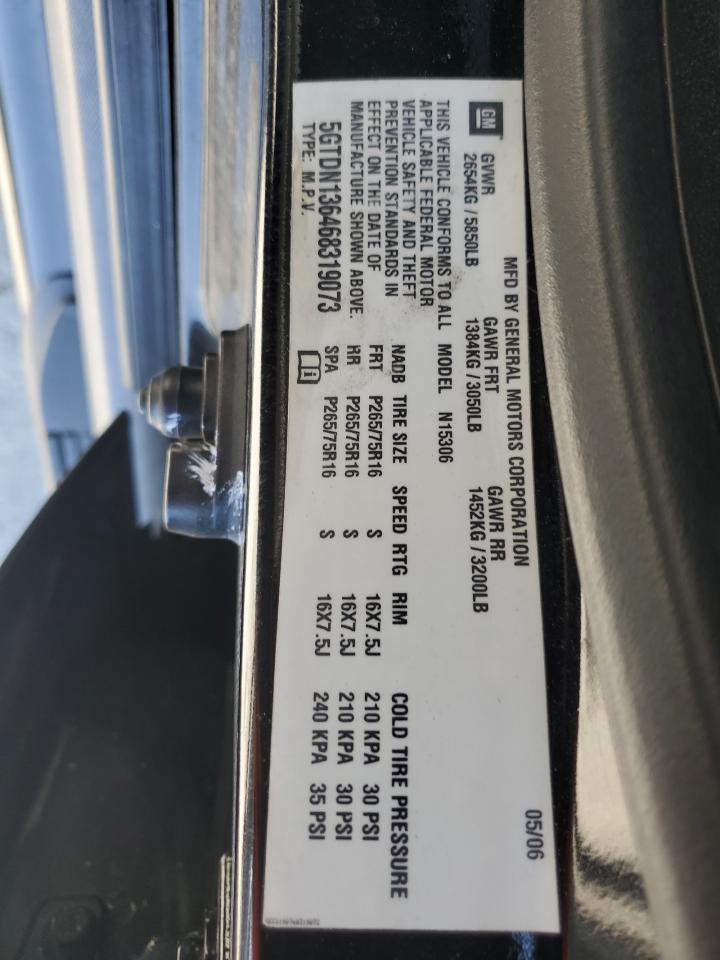 MFD BY GENERAL MOTORS CORPORATION 05/06
GM GVWR GAWR FRT GAWR RR
2654KG / 5850LB 1384KG / 3050LB 1452KG / 3200LB
THIS VEHICLE CONFORMS TO ALL MODEL N15306
APPLICABLE FEDERAL MOTOR
VEHICLE SAFETY AND THEFT
PREVENTION STANDARDS IN
EFFECT ON THE DATE OF
MANUFACTURE SHOWN ABOVE.
5GTDN136468319073
TYPE: M.P.V.
NADB TIRE SIZE SPEED RTG RIM COLD TIRE PRESSURE
FRT P265/75R16 S 16X7.5J 210 KPA 30 PSI
RR P265/75R16 S 16X7.5J 210 KPA 30 PSI
SPA P265/75R16 S 16X7.5J 240 KPA 35 PSI